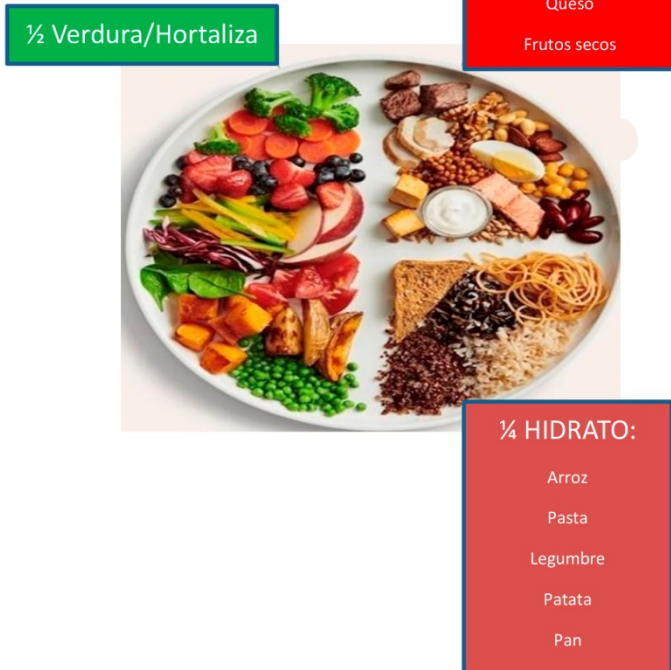 ½ Verdura/Hortaliza
Queso
Frutos secos
¼ HIDRATO:
Arroz
Pasta
Legumbre
Patata
Pan